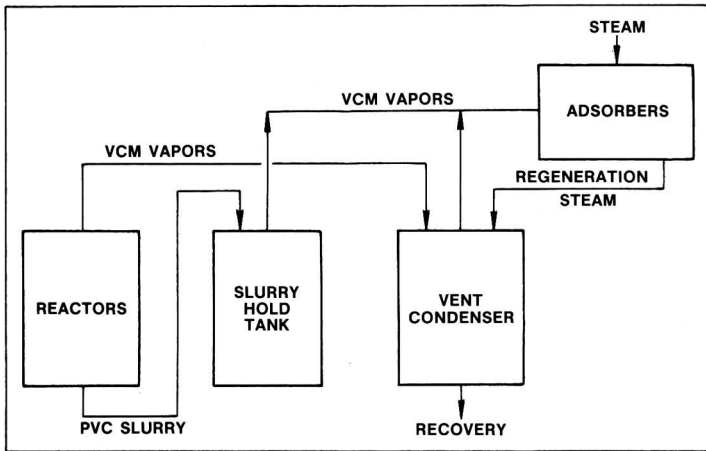 STEAM
VCM VAPORS
ADSORBERS
VCM VAPORS
REGENERATION
STEAM
REACTORS
SLURRY
HOLD
TANK
VENT
CONDENSER
PVC SLURRY
RECOVERY